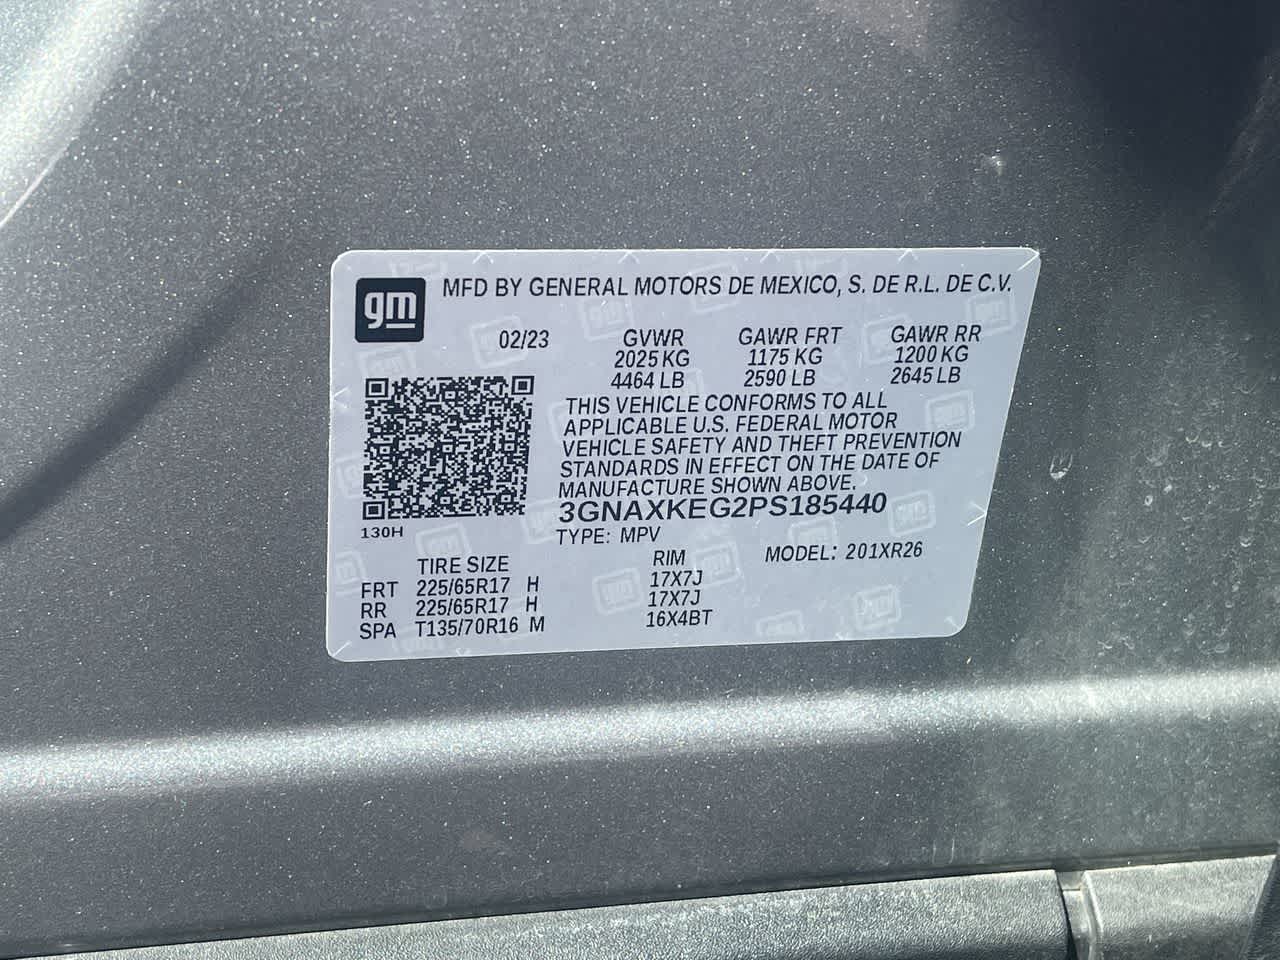 gm MFD BY GENERAL MOTORS DE MEXICO, S. DE R.L. DE C.V.
02/23 GVWR GAWR FRT GAWR RR
2025 KG 1175 KG 1200 KG
4464 LB 2590 LB 2645 LB
THIS VEHICLE CONFORMS TO ALL
APPLICABLE U.S. FEDERAL MOTOR
VEHICLE SAFETY AND THEFT PREVENTION
STANDARDS IN EFFECT ON THE DATE OF
MANUFACTURE SHOWN ABOVE.
3GNAXKEG2PS185440
130H TYPE: MPV MODEL: 201XR26
TIRE SIZE RIM
FRT 225/65R17 H 17X7J
RR 225/65R17 H 17X7J
SPA T135/70R16 M 16X4BT